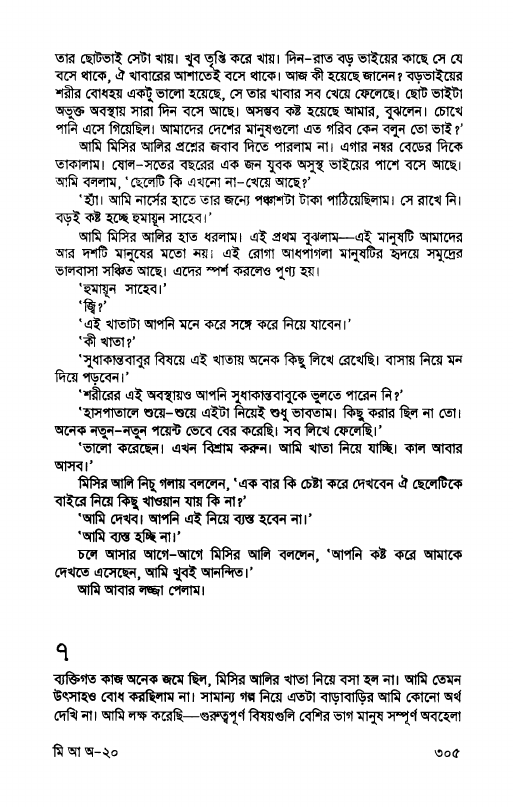 তার ছোটভাই সেটা খায়। খুব তৃপ্তি করে খায়। দিন–রাত বড় ভাইয়ের কাছে সে যে
বসে থাকে, ঐ খাবারের আশাতেই বসে থাকে। আজ কী হয়েছে জানেন? বড়ভাইয়ের
শরীর বোধহয় একটু ভালো হয়েছে, সে তার খাবার সব খেয়ে ফেলেছে। ছোট ভাইটা
অভুক্ত অবস্থায় সারা দিন বসে আছে। অসম্ভব কষ্ট হয়েছে আমার, বুঝলেন। চোখে
পানি এসে গিয়েছিল। আমাদের দেশের মানুষগুলো এত গরিব কেন বলুন তো ভাই?’
আমি মিসির আলির প্রশ্নের জবাব দিতে পারলাম না। এগার নম্বর বেডের দিকে
তাকালাম। ষোল–সতের বছরের এক জন যুবক অসুস্থ ভাইয়ের পাশে বসে আছে।
আমি বললাম, ‘ছেলেটি কি এখনো না–খেয়ে আছে?’
‘হ্যাঁ। আমি নার্সের হাতে তার জন্যে পঞ্চাশটা টাকা পাঠিয়েছিলাম। সে রাখে নি।
বড়ই কষ্ট হচ্ছে হুমায়ূন সাহেব।’
আমি মিসির আলির হাত ধরলাম। এই প্রথম বুঝলাম—এই মানুষটি আমাদের
আর দশটি মানুষের মতো নয়। এই রোগা আধপাগলা মানুষটির হৃদয়ে সমুদ্রের
ভালবাসা সঞ্চিত আছে। এদের স্পর্শ করলেও পুণ্য হয়।
‘হুমায়ূন সাহেব।’
‘জ্বি?’
‘এই খাতাটা আপনি মনে করে সঙ্গে করে নিয়ে যাবেন।’
‘কী খাতা?’
‘সুধাকান্তবাবুর বিষয়ে এই খাতায় অনেক কিছু লিখে রেখেছি। বাসায় নিয়ে মন
দিয়ে পড়বেন।’
‘শরীরের এই অবস্থায়ও আপনি সুধাকান্তবাবুকে ভুলতে পারেন নি?’
‘হাসপাতালে শুয়ে–শুয়ে এইটা নিয়েই শুধু ভাবতাম। কিছু করার ছিল না তো।
অনেক নতুন–নতুন পয়েন্ট ভেবে বের করেছি। সব লিখে ফেলেছি।’
‘ভালো করেছেন। এখন বিশ্রাম করুন। আমি খাতা নিয়ে যাচ্ছি। কাল আবার
আসব।’
মিসির আলি নিচু গলায় বললেন, ‘এক বার কি চেষ্টা করে দেখবেন ঐ ছেলেটিকে
বাইরে নিয়ে কিছু খাওয়ান যায় কি না?’
‘আমি দেখব। আপনি এই নিয়ে ব্যস্ত হবেন না।’
‘আমি ব্যস্ত হচ্ছি না।’
চলে আসার আগে–আগে মিসির আলি বললেন, ‘আপনি কষ্ট করে আমাকে
দেখতে এসেছেন, আমি খুবই আনন্দিত।’
আমি আবার লজ্জা পেলাম।
৭
ব্যক্তিগত কাজ অনেক জমে ছিল, মিসির আলির খাতা নিয়ে বসা হল না। আমি তেমন
উৎসাহও বোধ করছিলাম না। সামান্য গল্প নিয়ে এতটা বাড়াবাড়ির আমি কোনো অর্থ
দেখি না। আমি লক্ষ করেছি—গুরুত্বপূর্ণ বিষয়গুলি বেশির ভাগ মানুষ সম্পূর্ণ অবহেলা
মি আ অ–২০
৩০৫